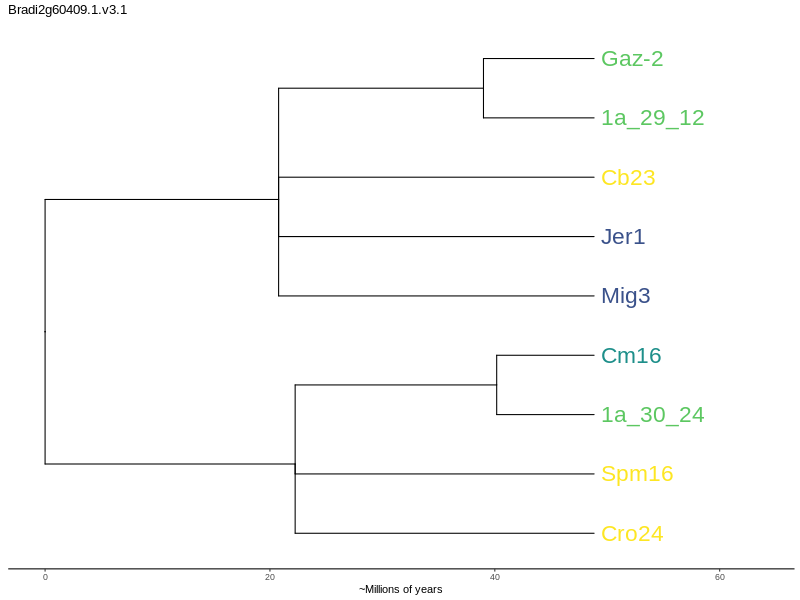 Bradi2g60409.1.v3.1
Gaz-2
1a_29_12
Cb23
Jer1
Mig3
Cm16
1a_30_24
Spm16
Cro24
0 20 40 60
~Millions of years